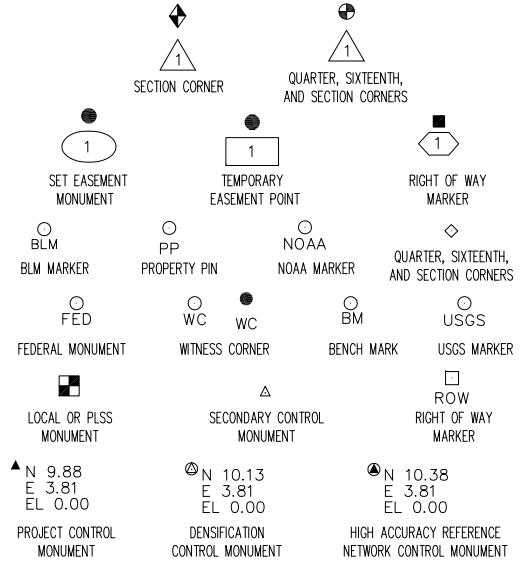 1
1
SECTION CORNER
QUARTER, SIXTEENTH,
AND SECTION CORNERS
1
1
1
SET EASEMENT
MONUMENT
TEMPORARY
EASEMENT POINT
RIGHT OF WAY
MARKER
BLM
PP
NOAA
BLM MARKER
PROPERTY PIN
NOAA MARKER
QUARTER, SIXTEENTH,
AND SECTION CORNERS
FED
WC
WC
BM
USGS
FEDERAL MONUMENT
WITNESS CORNER
BENCH MARK
USGS MARKER
ROW
LOCAL OR PLSS
MONUMENT
SECONDARY CONTROL
MONUMENT
RIGHT OF WAY
MARKER
N 9.88
E 3.81
EL 0.00
N 10.13
E 3.81
EL 0.00
N 10.38
E 3.81
EL 0.00
PROJECT CONTROL
MONUMENT
DENSIFICATION
CONTROL MONUMENT
HIGH ACCURACY REFERENCE
NETWORK CONTROL MONUMENT